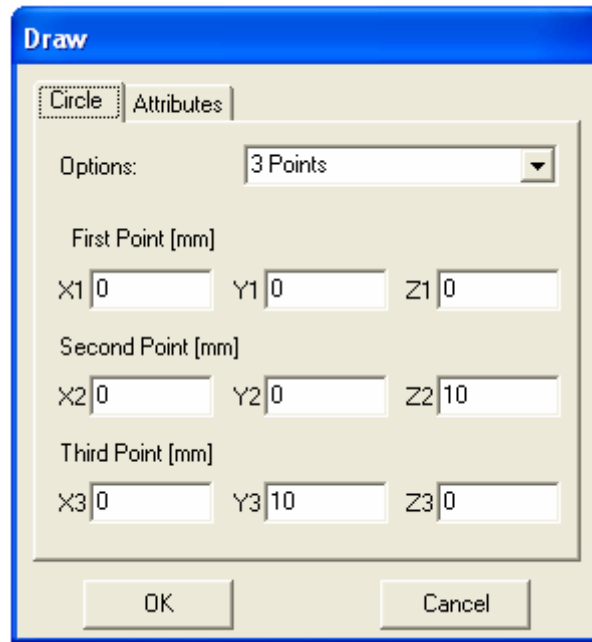 Draw
Circle Attributes
Options: 3 Points
First Point [mm]
X1 0 Y1 0 Z1 0
Second Point [mm]
X2 0 Y2 0 Z2 10
Third Point [mm]
X3 0 Y3 10 Z3 0
OK Cancel